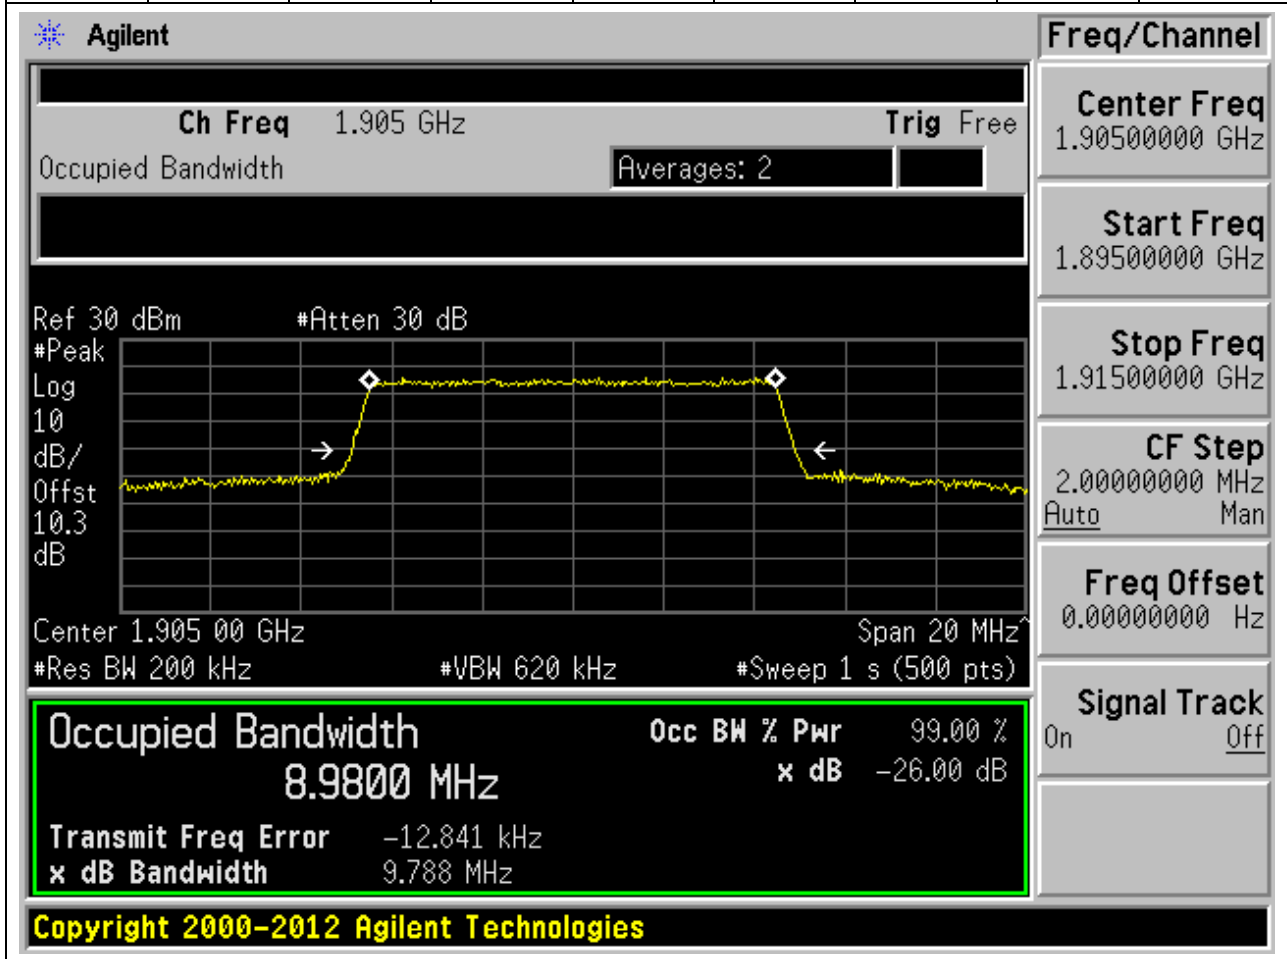 Agilent
Freq/Channel
Ch Freq 1.905 GHz Trig Free
Occupied Bandwidth Averages: 2
Center Freq
1.90500000 GHz
Start Freq
1.89500000 GHz
Stop Freq
1.91500000 GHz
CF Step
2.00000000 MHz
Auto Man
Freq Offset
0.00000000 Hz
Signal Track
On Off
Ref 30 dBm #Atten 30 dB
#Peak
Log
10
dB/
Offst
10.3
dB
Center 1.905 00 GHz Span 20 MHz^
#Res BW 200 kHz #VBW 620 kHz #Sweep 1 s (500 pts)
Occupied Bandwidth Occ BW % Pwr 99.00 %
8.9800 MHz x dB -26.00 dB
Transmit Freq Error -12.841 kHz
x dB Bandwidth 9.788 MHz
Copyright 2000-2012 Agilent Technologies